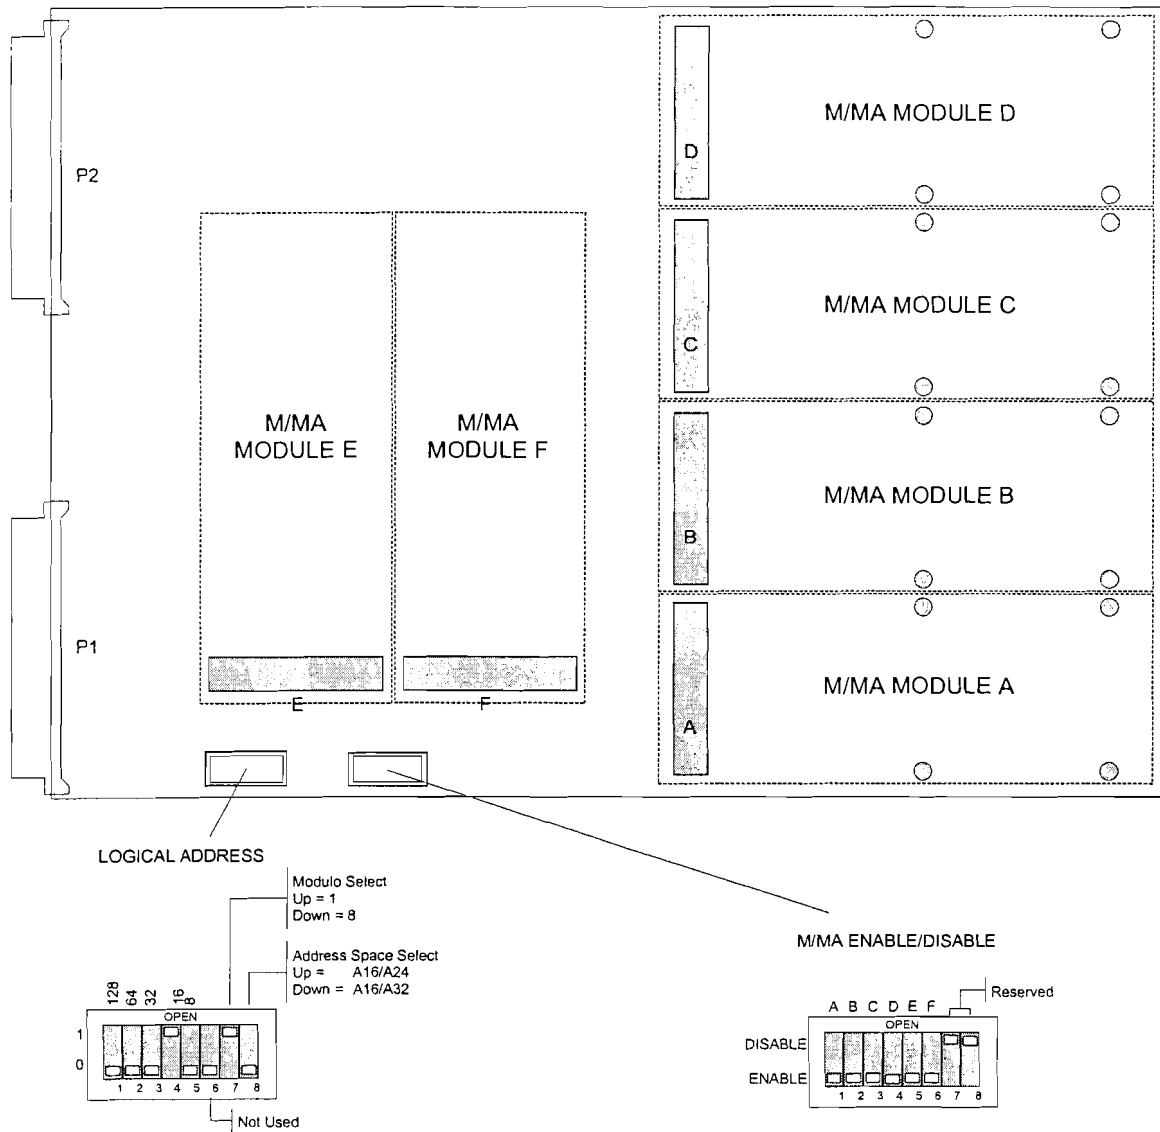 M/MA MODULE D
D
P2
M/MA MODULE C
C
M/MA
MODULE E
M/MA
MODULE F
M/MA MODULE B
B
P1
M/MA MODULE A
A
E
F
LOGICAL ADDRESS
Modulo Select
Up = 1
Down = 8
Address Space Select
Up = A16/A24
Down = A16/A32
128 64 32 16 8
OPEN
1
0
1 2 3 4 5 6 7 8
Not Used
M/MA ENABLE/DISABLE
Reserved
A B C D E F
OPEN
DISABLE
ENABLE
1 2 3 4 5 6 7 8